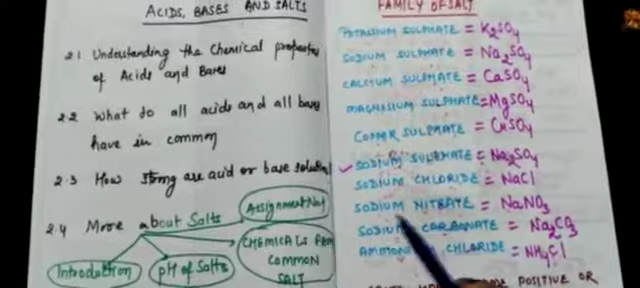 ACIDS, BASES AND SALTS
2.1 Understanding the Chemical properties
of Acids and Bases
2.2 What do all acids and all bases
have in common
2.3 How strong are acid or base solution
2.4 More about Salts
Assignment No1
Introduction
pH of Salts
CHEMICALS FROM
COMMON
SALT
FAMILY OF SALT
POTASSIUM SULPHATE = K₂SO₄
SODIUM SULPHATE = Na₂SO₄
CALCIUM SULPHATE = CaSO₄
MAGNESIUM SULPHATE = MgSO₄
COPPER SULPHATE = CuSO₄
✓ SODIUM SULPHATE = Na₂SO₄
SODIUM CHLORIDE = NaCl
SODIUM NITRATE = NaNO₃
SODIUM CARBONATE = Na₂CO₃
AMMONIUM CHLORIDE = NH₄Cl
POSITIVE OR